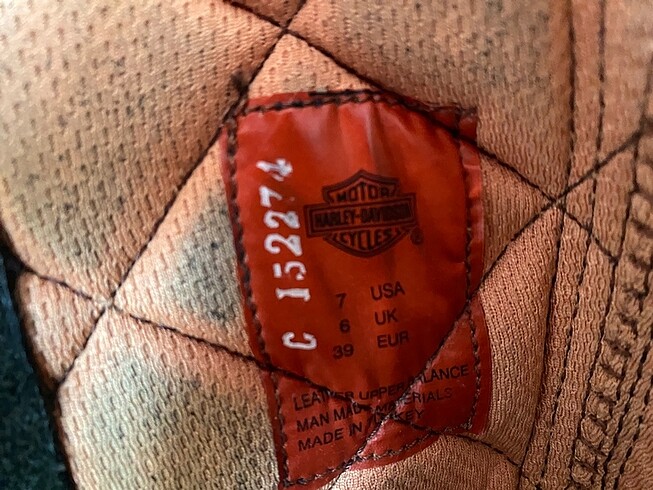 C 152274
MOTOR
HARLEY-DAVIDSON
CYCLES
®
7 USA
6 UK
39 EUR
LEATHER UPPER BALANCE
MAN MADE MATERIALS
MADE IN TURKEY